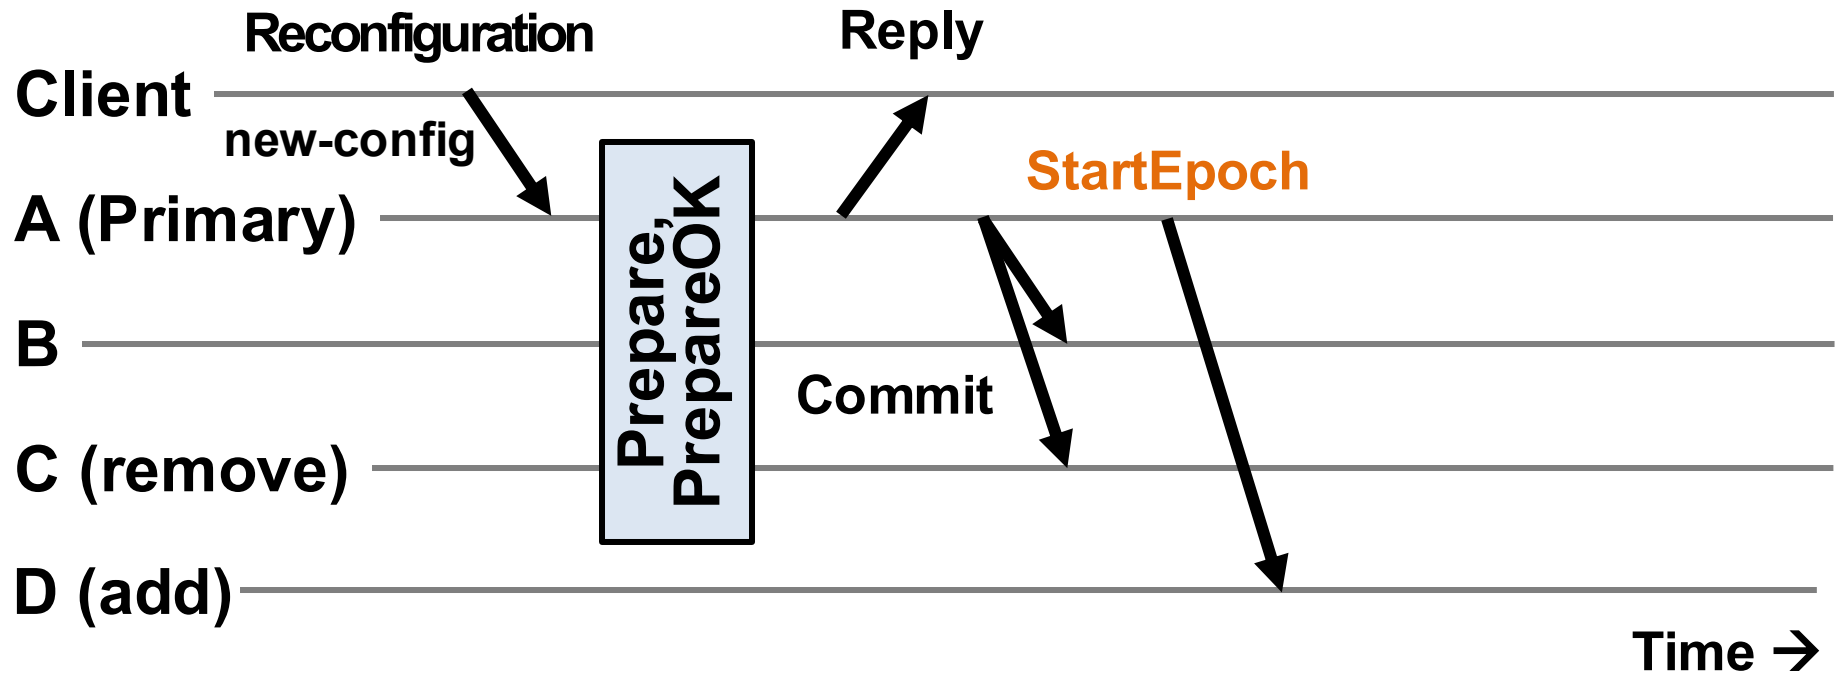 Reconfiguration
Reply
Client
new-config
StartEpoch
A (Primary)
Prepare,
PrepareOK
B
Commit
C (remove)
D (add)
Time →